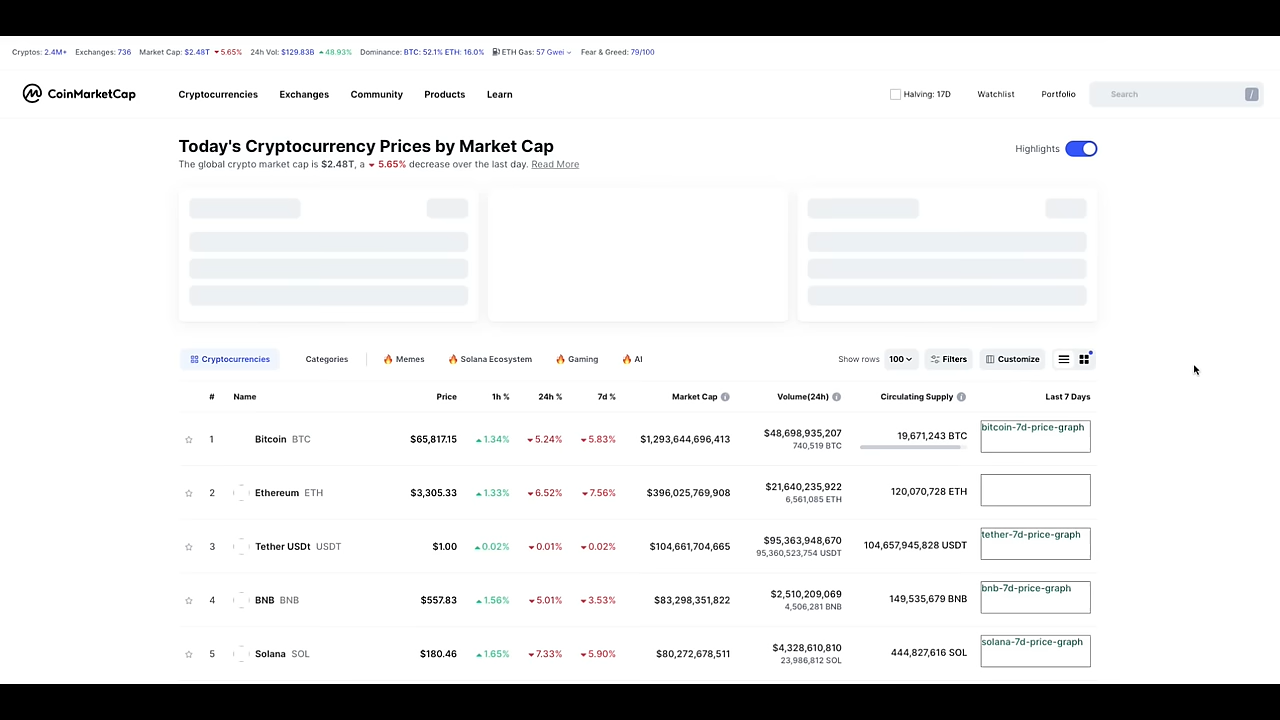 Cryptos: 2.4M+ Exchanges: 736 Market Cap: $2.48T 5.65% 24h Vol: $129.83B 48.93% Dominance: BTC: 52.1% ETH: 16.0% ETH Gas: 57 Gwei Fear & Greed: 79/100
CoinMarketCap Cryptocurrencies Exchanges Community Products Learn Halving: 17D Watchlist Portfolio Search /
Today's Cryptocurrency Prices by Market Cap
Highlights
The global crypto market cap is $2.48T, a 5.65% decrease over the last day. Read More
Cryptocurrencies Categories Memes Solana Ecosystem Gaming AI Show rows 100 Filters Customize
# Name Price 1h % 24h % 7d % Market Cap Volume(24h) Circulating Supply Last 7 Days
1 Bitcoin BTC $65,817.15 1.34% 5.24% 5.83% $1,293,644,696,413 $48,698,935,207 19,671,243 BTC bitcoin-7d-price-graph
740,519 BTC
2 Ethereum ETH $3,305.33 1.33% 6.52% 7.56% $396,025,769,908 $21,640,235,922 120,070,728 ETH
6,561,085 ETH
3 Tether USDt USDT $1.00 0.02% 0.01% 0.02% $104,661,704,665 $95,363,948,670 104,657,945,828 USDT tether-7d-price-graph
95,360,523,754 USDT
4 BNB BNB $557.83 1.56% 5.01% 3.53% $83,298,351,822 $2,510,209,069 149,535,679 BNB bnb-7d-price-graph
4,506,281 BNB
5 Solana SOL $180.46 1.65% 7.33% 5.90% $80,272,678,511 $4,328,610,810 444,827,616 SOL solana-7d-price-graph
23,986,812 SOL